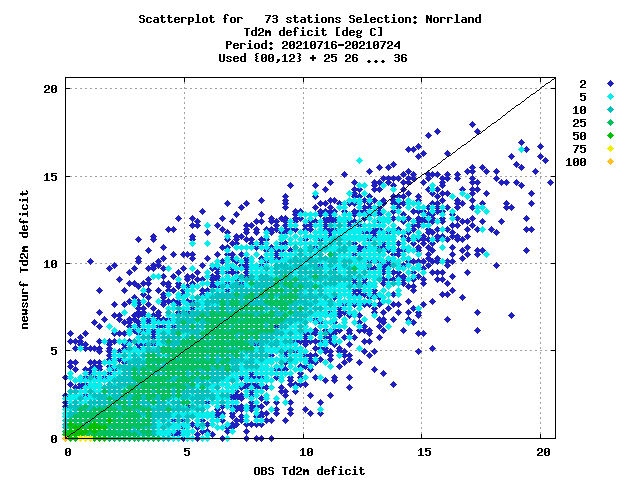 Scatterplot for   73 stations Selection: Norrland
Td2m deficit [deg C]
Period: 20210716-20210724
Used {00,12} + 25 26 ... 36
2
5
10
25
50
75
100
newsurf Td2m deficit
20
15
10
5
0
0 5 10 15 20
OBS Td2m deficit